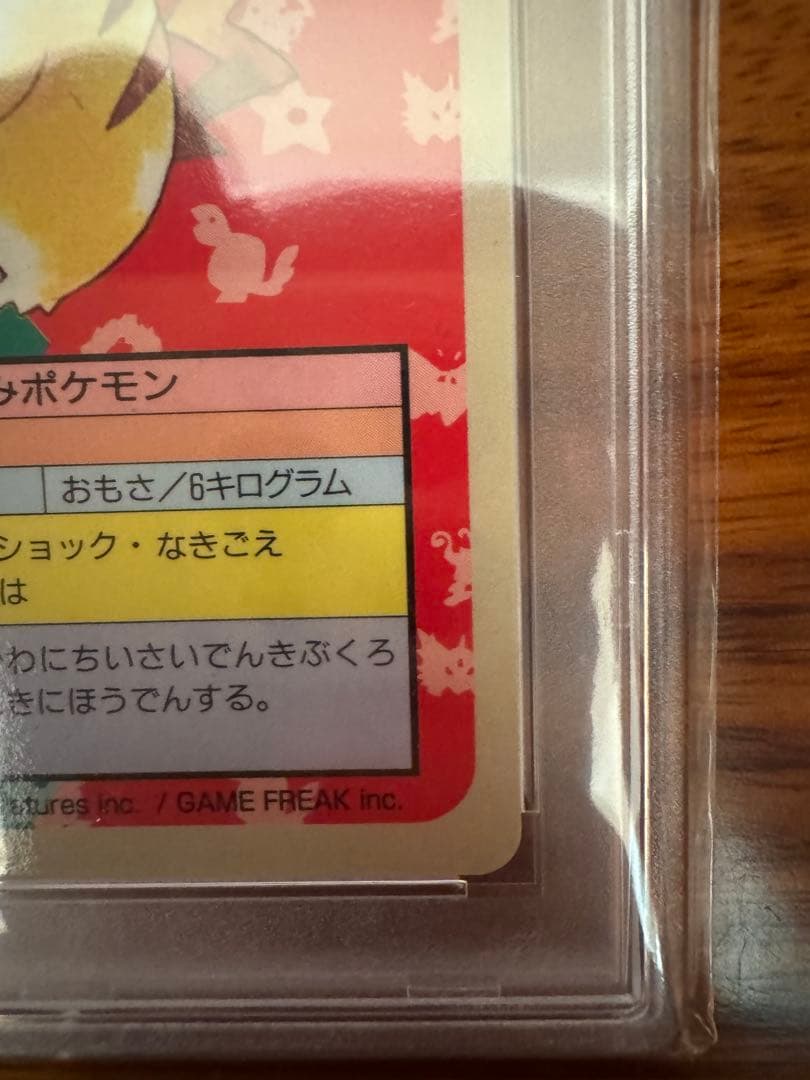 みポケモン
おもさ／6キログラム
ショック・なきごえ
は
わにちいさいでんきぶくろ
きにほうでんする。
atures inc. / GAME FREAK inc.